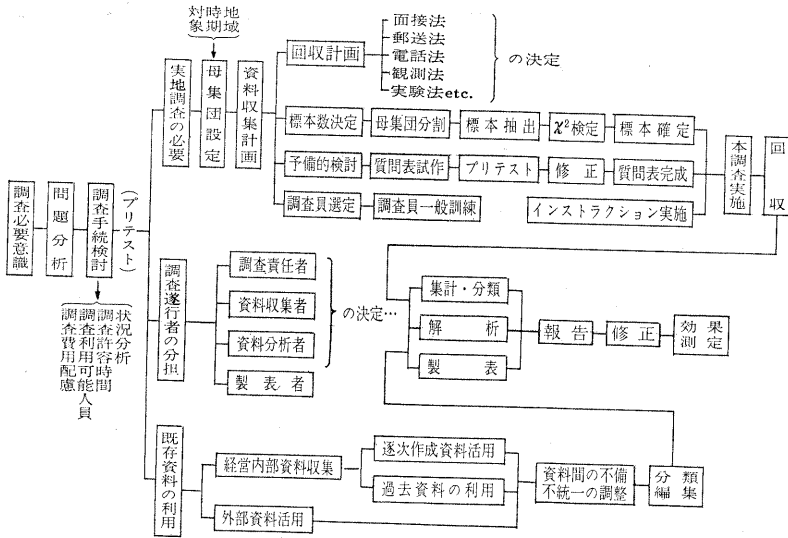 地域
時期
対象
調査必要意識
問題分析
調査手続検討
(プリテスト)
状況分析
調査許容時間
調査利用可能人員
調査費用配慮
実地調査の必要
母集団設定
資料収集計画
回収計画
面接法
郵送法
電話法
観測法
実験法etc.
の決定
標本数決定
母集団分割
標本抽出
χ²検定
標本確定
予備的検討
質問表試作
プリテスト
修正
質問表完成
調査員選定
調査員一般訓練
インストラクション実施
本調査実施
回収
調査遂行者の分担
調査責任者
資料収集者
資料分析者
製表者
の決定…
集計・分類
解析
製表
報告
修正
効果
測定
既存資料の利用
経営内部資料収集
逐次作成資料活用
過去資料の利用
外部資料活用
資料間の不備
不統一の調整
分類
編集